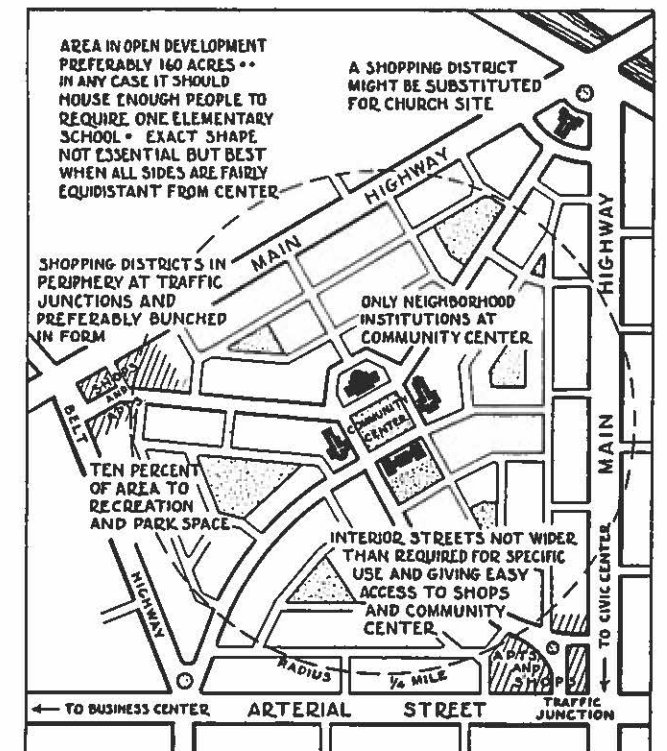 AREA IN OPEN DEVELOPMENT
PREFERABLY 160 ACRES ••
IN ANY CASE IT SHOULD
HOUSE ENOUGH PEOPLE TO
REQUIRE ONE ELEMENTARY
SCHOOL • EXACT SHAPE
NOT ESSENTIAL BUT BEST
WHEN ALL SIDES ARE FAIRLY
EQUIDISTANT FROM CENTER
A SHOPPING DISTRICT
MIGHT BE SUBSTITUTED
FOR CHURCH SITE
MAIN HIGHWAY
HIGHWAY
MAIN
SHOPPING DISTRICTS IN
PERIPHERY AT TRAFFIC
JUNCTIONS AND
PREFERABLY BUNCHED
IN FORM
ONLY NEIGHBORHOOD
INSTITUTIONS AT
COMMUNITY CENTER
SHOPS
AND
APTS
BELT
HIGHWAY
COMMUNITY
CENTER
TEN PERCENT
OF AREA TO
RECREATION
AND PARK SPACE
INTERIOR STREETS NOT WIDER
THAN REQUIRED FOR SPECIFIC
USE AND GIVING EASY
ACCESS TO SHOPS
AND COMMUNITY
CENTER
TO CIVIC CENTER
APTS
AND
SHOPS
RADIUS 1/4 MILE
TRAFFIC
JUNCTION
← TO BUSINESS CENTER ARTERIAL STREET